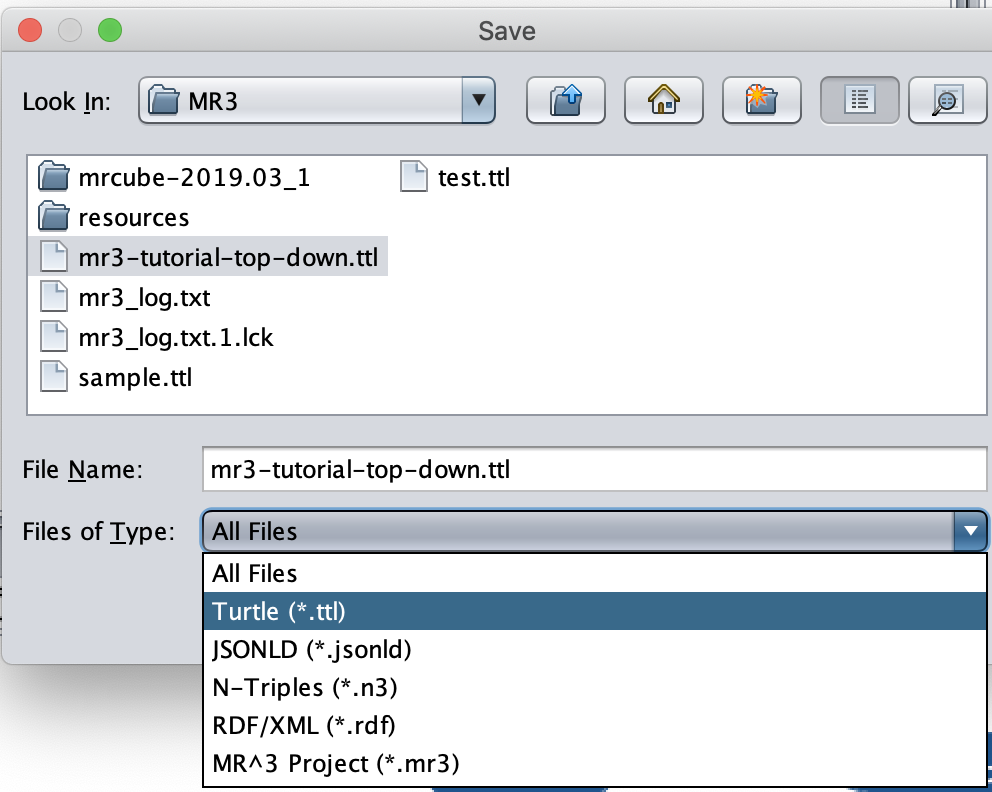 Save
Look In: MR3
mrcube-2019.03_1 test.ttl
resources
mr3-tutorial-top-down.ttl
mr3_log.txt
mr3_log.txt.1.lck
sample.ttl
File Name: mr3-tutorial-top-down.ttl
Files of Type: All Files
All Files
Turtle (*.ttl)
JSONLD (*.jsonld)
N-Triples (*.n3)
RDF/XML (*.rdf)
MR^3 Project (*.mr3)